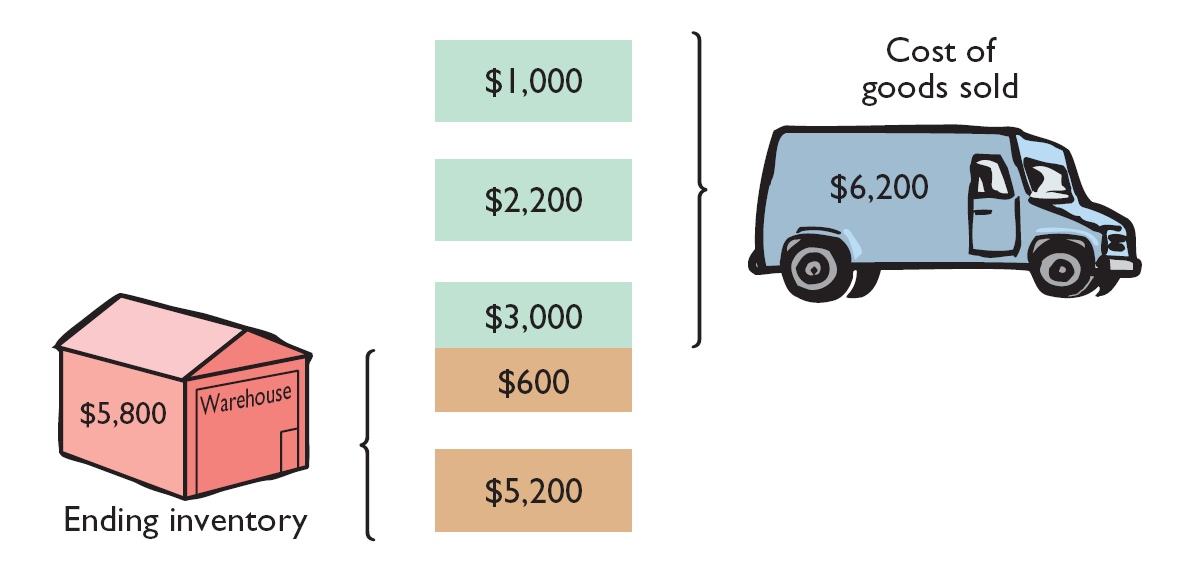 $1,000
$2,200
$3,000
$600
$5,200
Cost of
goods sold
$6,200
$5,800
Warehouse
Ending inventory